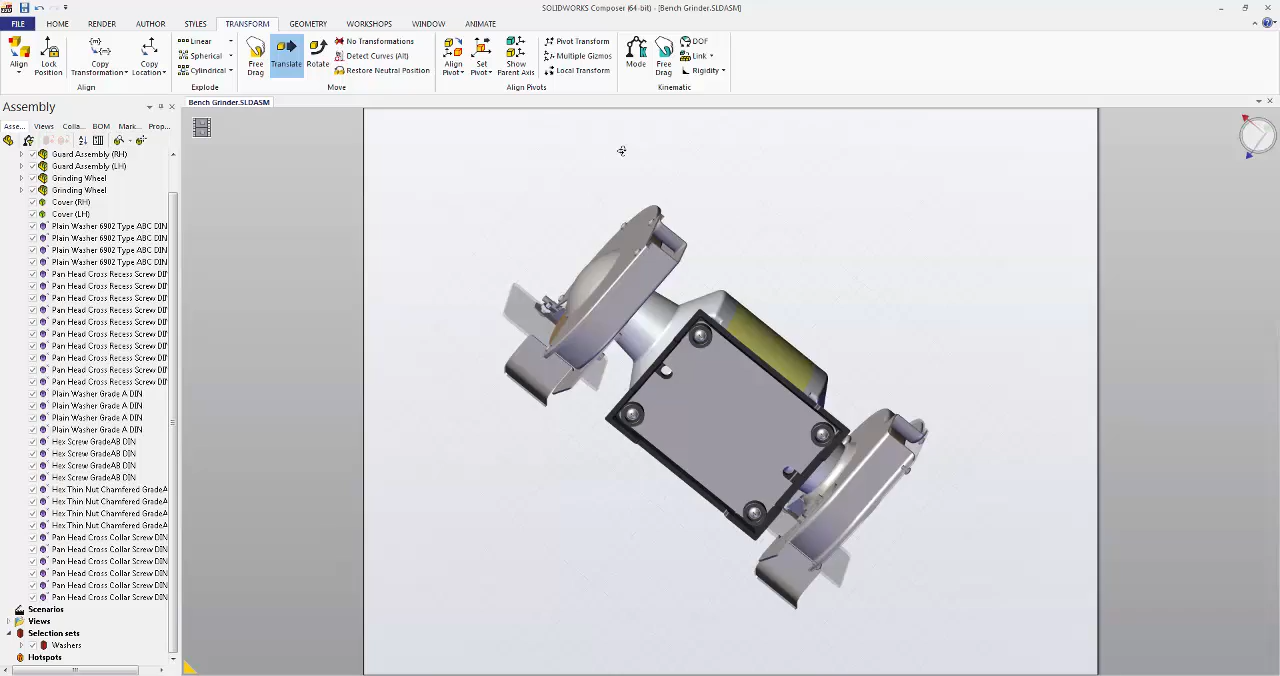 SOLIDWORKS Composer (64-bit) - [Bench Grinder.SLDASM]
FILE HOME RENDER AUTHOR STYLES TRANSFORM GEOMETRY WORKSHOPS WINDOW ANIMATE
Align
Lock Position
Copy Transformation
Copy Location
Align
Linear
Spherical
Cylindrical
Explode
Free Drag
Translate
Rotate
No Transformations
Detect Curves (Alt)
Restore Neutral Position
Move
Align Pivot
Set Pivot
Show Parent Axis
Pivot Transform
Multiple Gizmos
Local Transform
Align Pivots
Mode
Free Drag
DOF
Link
Rigidity
Kinematic
Assembly
Bench Grinder.SLDASM
Asse... Views Colla... BOM Mark... Prop...
Guard Assembly (RH)
Guard Assembly (LH)
Grinding Wheel
Grinding Wheel
Cover (RH)
Cover (LH)
Plain Washer 6902 Type ABC DIN
Plain Washer 6902 Type ABC DIN
Plain Washer 6902 Type ABC DIN
Plain Washer 6902 Type ABC DIN
Pan Head Cross Recess Screw DIN
Pan Head Cross Recess Screw DIN
Pan Head Cross Recess Screw DIN
Pan Head Cross Recess Screw DIN
Pan Head Cross Recess Screw DIN
Pan Head Cross Recess Screw DIN
Pan Head Cross Recess Screw DIN
Pan Head Cross Recess Screw DIN
Pan Head Cross Recess Screw DIN
Pan Head Cross Recess Screw DIN
Plain Washer Grade A DIN
Plain Washer Grade A DIN
Plain Washer Grade A DIN
Plain Washer Grade A DIN
Hex Screw GradeAB DIN
Hex Screw GradeAB DIN
Hex Screw GradeAB DIN
Hex Screw GradeAB DIN
Hex Thin Nut Chamfered GradeA
Hex Thin Nut Chamfered GradeA
Hex Thin Nut Chamfered GradeA
Hex Thin Nut Chamfered GradeA
Pan Head Cross Collar Screw DIN
Pan Head Cross Collar Screw DIN
Pan Head Cross Collar Screw DIN
Pan Head Cross Collar Screw DIN
Pan Head Cross Collar Screw DIN
Pan Head Cross Collar Screw DIN
Scenarios
Views
Selection sets
Washers
Hotspots